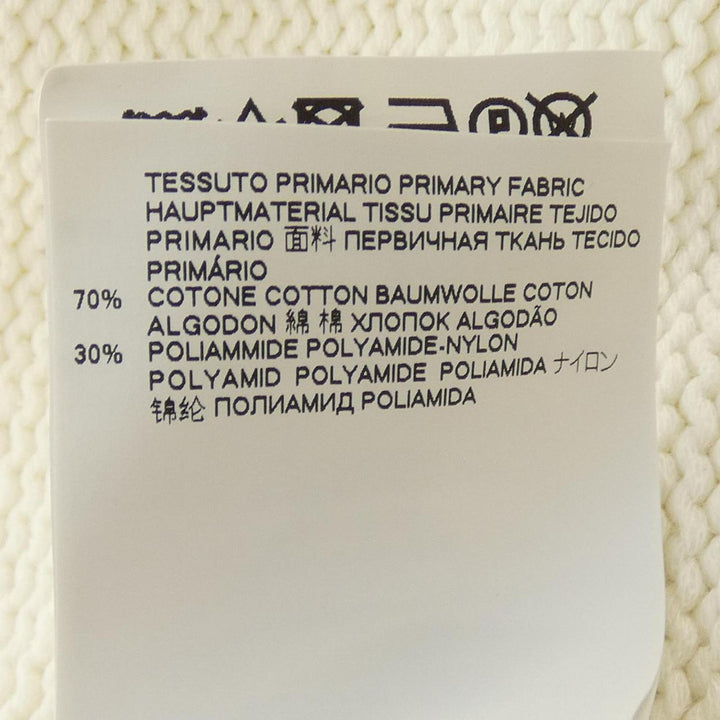 TESSUTO PRIMARIO PRIMARY FABRIC
HAUPTMATERIAL TISSU PRIMAIRE TEJIDO
PRIMARIO 面料 ПЕРВИЧНАЯ ТКАНЬ TECIDO
PRIMÁRIO
70% COTONE COTTON BAUMWOLLE COTON
ALGODON 綿 棉 ХЛОПОК ALGODÃO
30% POLIAMMIDE POLYAMIDE-NYLON
POLYAMID POLYAMIDE POLIAMIDA ナイロン
锦纶 ПОЛИАМИД POLIAMIDA